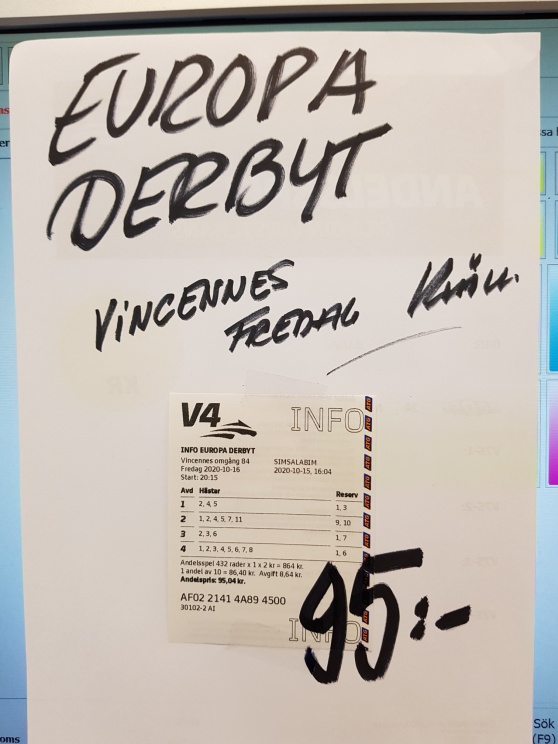 EUROPA
DERBYT
VINCENNES
FREDAG
KVÄLL.
V4
INFO
INFO EUROPA DERBYT
Vincennes omgång 84 SIMSALABIM
Fredag 2020-10-16 2020-10-15, 16:04
Start: 20:15
Avd Hästar Reserv
1 2, 4, 5 1, 3
2 1, 2, 4, 5, 7, 11 9, 10
3 2, 3, 6 1, 7
4 1, 2, 3, 4, 5, 6, 7, 8 1, 6
Andelsspel 432 rader x 1 x 2 kr = 864 kr.
1 andel av 10 = 86,40 kr. Avgift 8,64 kr.
Andelspris: 95,04 kr.
AF02 2141 4A89 4500
30102-2 AI
INFO
95:-
Sök
(F9)
oms